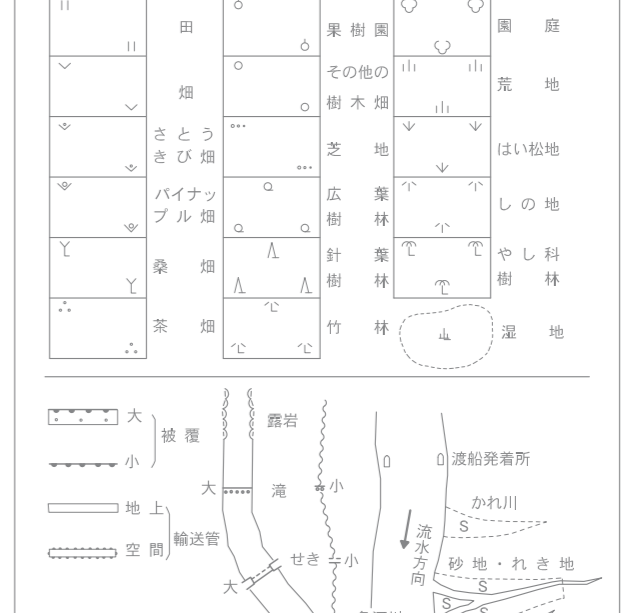 田
畑
さとう
きび畑
パイナッ
プル畑
桑畑
茶畑
果樹園
その他の
樹木畑
芝地
広葉
樹林
針葉
樹林
竹林
園庭
荒地
はい松地
しの地
やし科
樹林
湿地
大
小
被覆
地上
空間
輸送管
露岩
大
滝
小
せき
小
大
渡船発着所
かれ川
S
流水方向
砂地・れき地
S
S
S